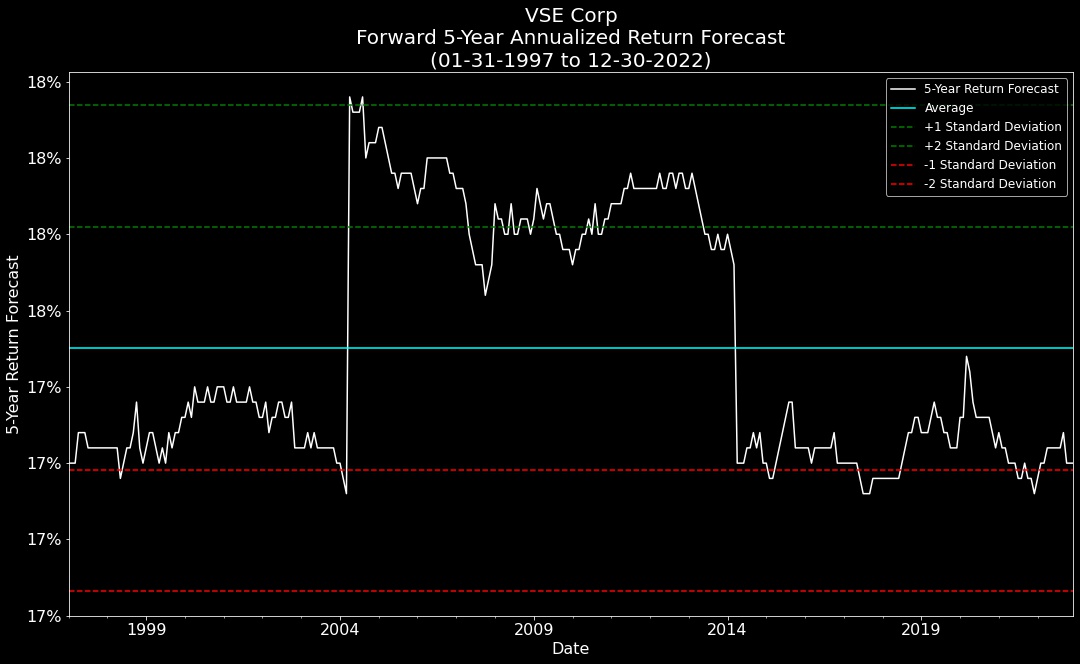 VSE Corp
Forward 5-Year Annualized Return Forecast
(01-31-1997 to 12-30-2022)
5-Year Return Forecast
18%
18%
18%
18%
17%
17%
17%
17%
5-Year Return Forecast
Average
+1 Standard Deviation
+2 Standard Deviation
-1 Standard Deviation
-2 Standard Deviation
1999
2004
2009
2014
2019
Date